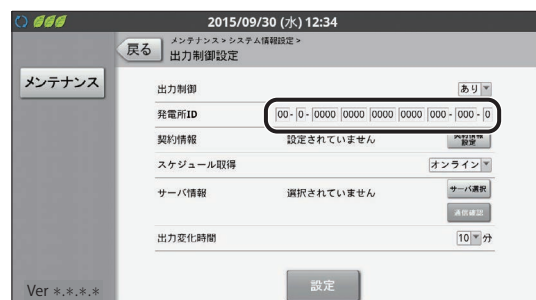 2015/09/30 (水) 12:34
戻る
メンテナンス > システム情報設定 >
出力制御設定
メンテナンス
出力制御 あり
発電所ID 00 - 0 - 0000 0000 0000 0000 000 - 000 - 0
契約情報 設定されていません 契約情報設定
スケジュール取得 オンライン
サーバ情報 選択されていません サーバ選択
通信確認
出力変化時間 10 分
設定
Ver *.*.*.*